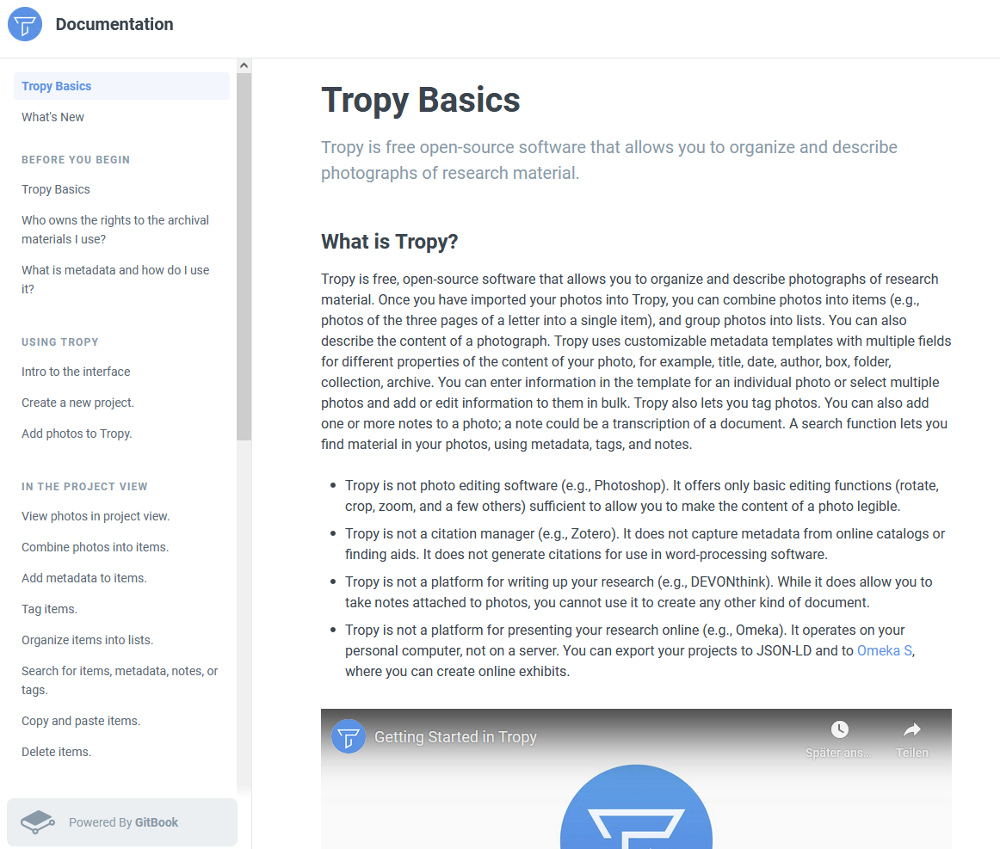 Documentation
Tropy Basics
What's New
BEFORE YOU BEGIN
Tropy Basics
Who owns the rights to the archival
materials I use?
What is metadata and how do I use
it?
USING TROPY
Intro to the interface
Create a new project.
Add photos to Tropy.
IN THE PROJECT VIEW
View photos in project view.
Combine photos into items.
Add metadata to items.
Tag items.
Organize items into lists.
Search for items, metadata, notes, or
tags.
Copy and paste items.
Delete items.
Powered By GitBook
Tropy Basics
Tropy is free open-source software that allows you to organize and describe
photographs of research material.
What is Tropy?
Tropy is free, open-source software that allows you to organize and describe photographs of research
material. Once you have imported your photos into Tropy, you can combine photos into items (e.g.,
photos of the three pages of a letter into a single item), and group photos into lists. You can also
describe the content of a photograph. Tropy uses customizable metadata templates with multiple fields
for different properties of the content of your photo, for example, title, date, author, box, folder,
collection, archive. You can enter information in the template for an individual photo or select multiple
photos and add or edit information to them in bulk. Tropy also lets you tag photos. You can also add
one or more notes to a photo; a note could be a transcription of a document. A search function lets you
find material in your photos, using metadata, tags, and notes.
• Tropy is not photo editing software (e.g., Photoshop). It offers only basic editing functions (rotate,
crop, zoom, and a few others) sufficient to allow you to make the content of a photo legible.
• Tropy is not a citation manager (e.g., Zotero). It does not capture metadata from online catalogs or
finding aids. It does not generate citations for use in word-processing software.
• Tropy is not a platform for writing up your research (e.g., DEVONthink). While it does allow you to
take notes attached to photos, you cannot use it to create any other kind of document.
• Tropy is not a platform for presenting your research online (e.g., Omeka). It operates on your
personal computer, not on a server. You can export your projects to JSON-LD and to Omeka S,
where you can create online exhibits.
Getting Started in Tropy
Später ans...
Teilen